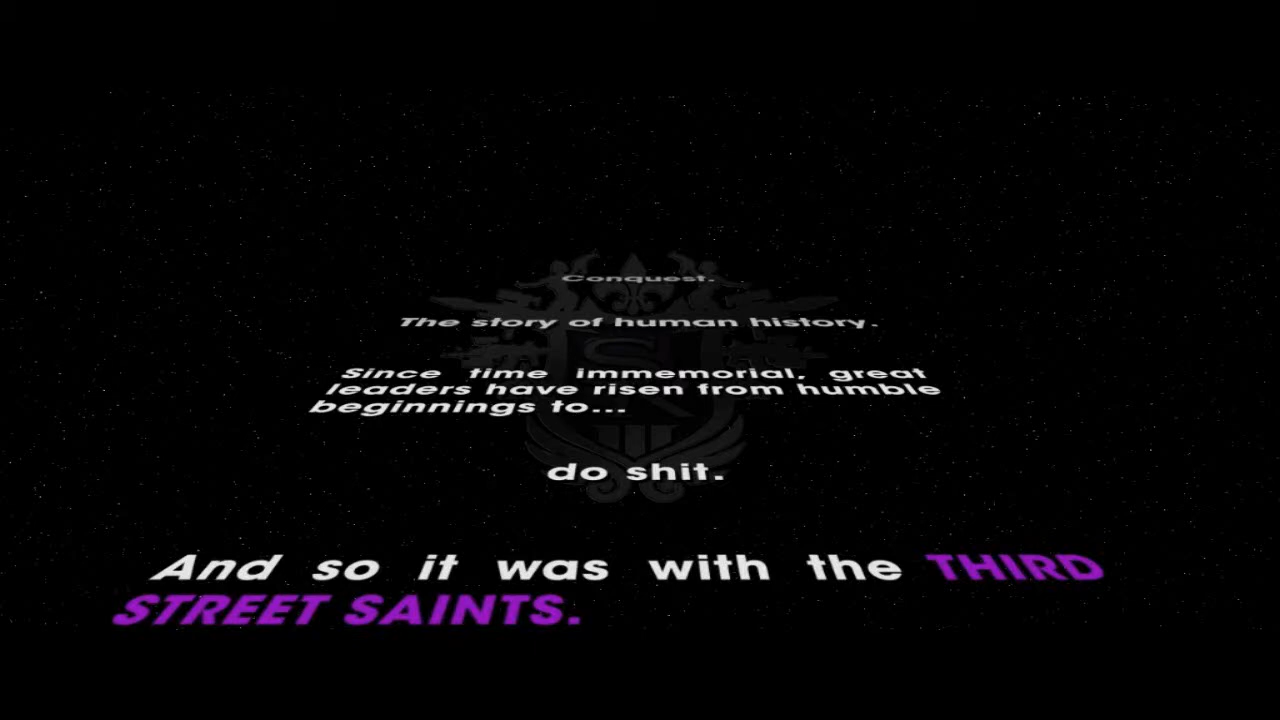 Conquest.
The story of human history.
Since time immemorial, great
leaders have risen from humble
beginnings to...
do shit.
And so it was with the THIRD
STREET SAINTS.